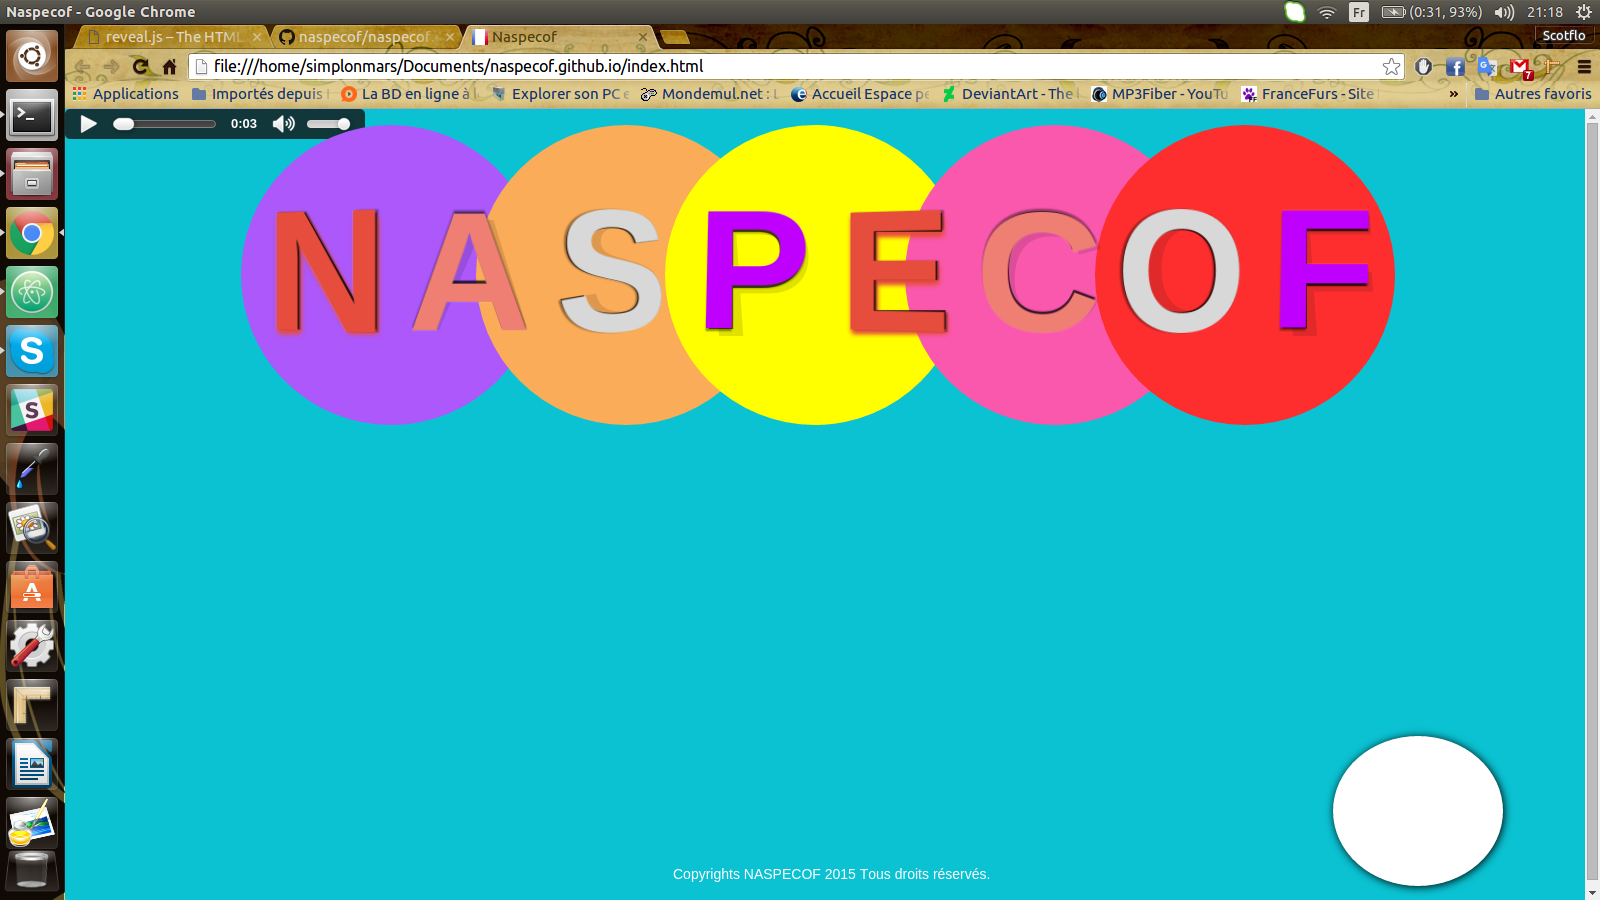 Naspecof - Google Chrome
Fr (0:31, 93%) 21:18
reveal.js – The HTML
naspecof/naspecof.
Naspecof
Scotflo
file:///home/simplonmars/Documents/naspecof.github.io/index.html
7
Applications Importés depuis La BD en ligne à Explorer son PC Mondemul.net : L Accueil Espace pe DeviantArt - The MP3Fiber - YouTu FranceFurs - Site » Autres favoris
0:03
NASPECOF
Copyrights NASPECOF 2015 Tous droits réservés.